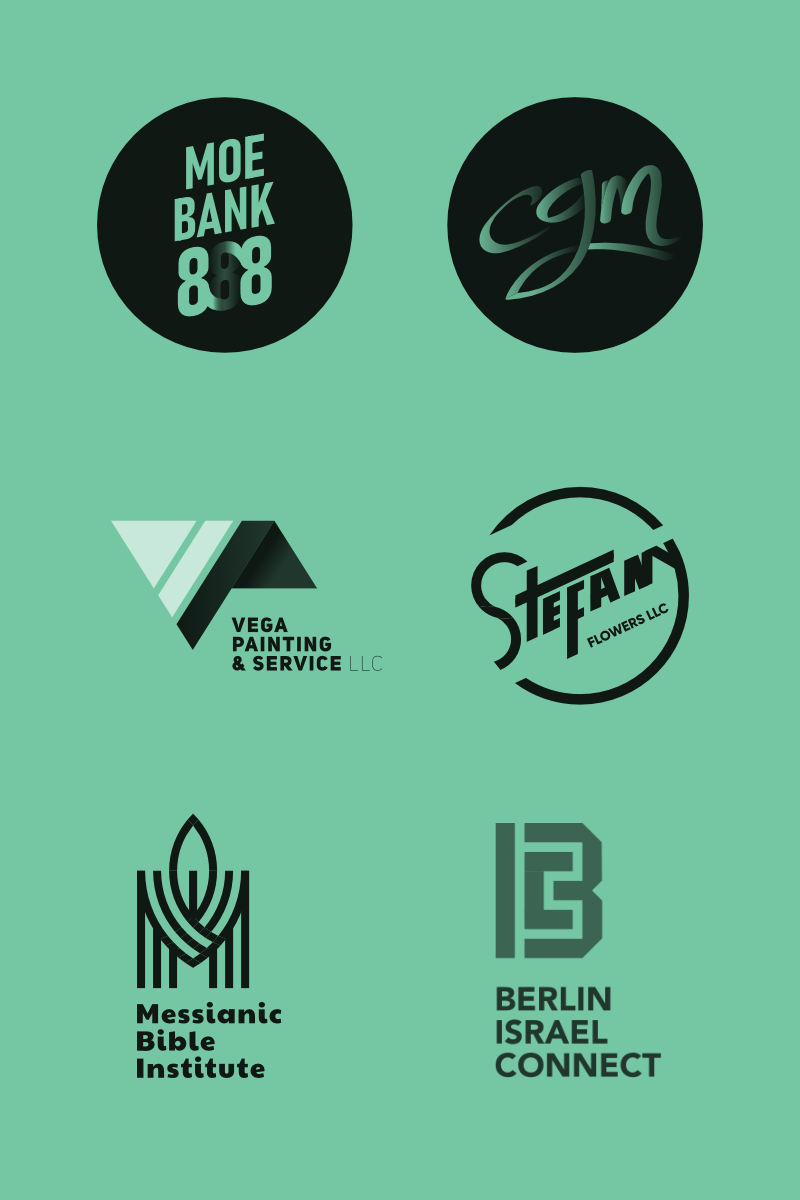 MOE
BANK
888
cgm
VEGA
PAINTING
& SERVICE LLC
STEFANY
FLOWERS LLC
Messianic
Bible
Institute
BERLIN
ISRAEL
CONNECT